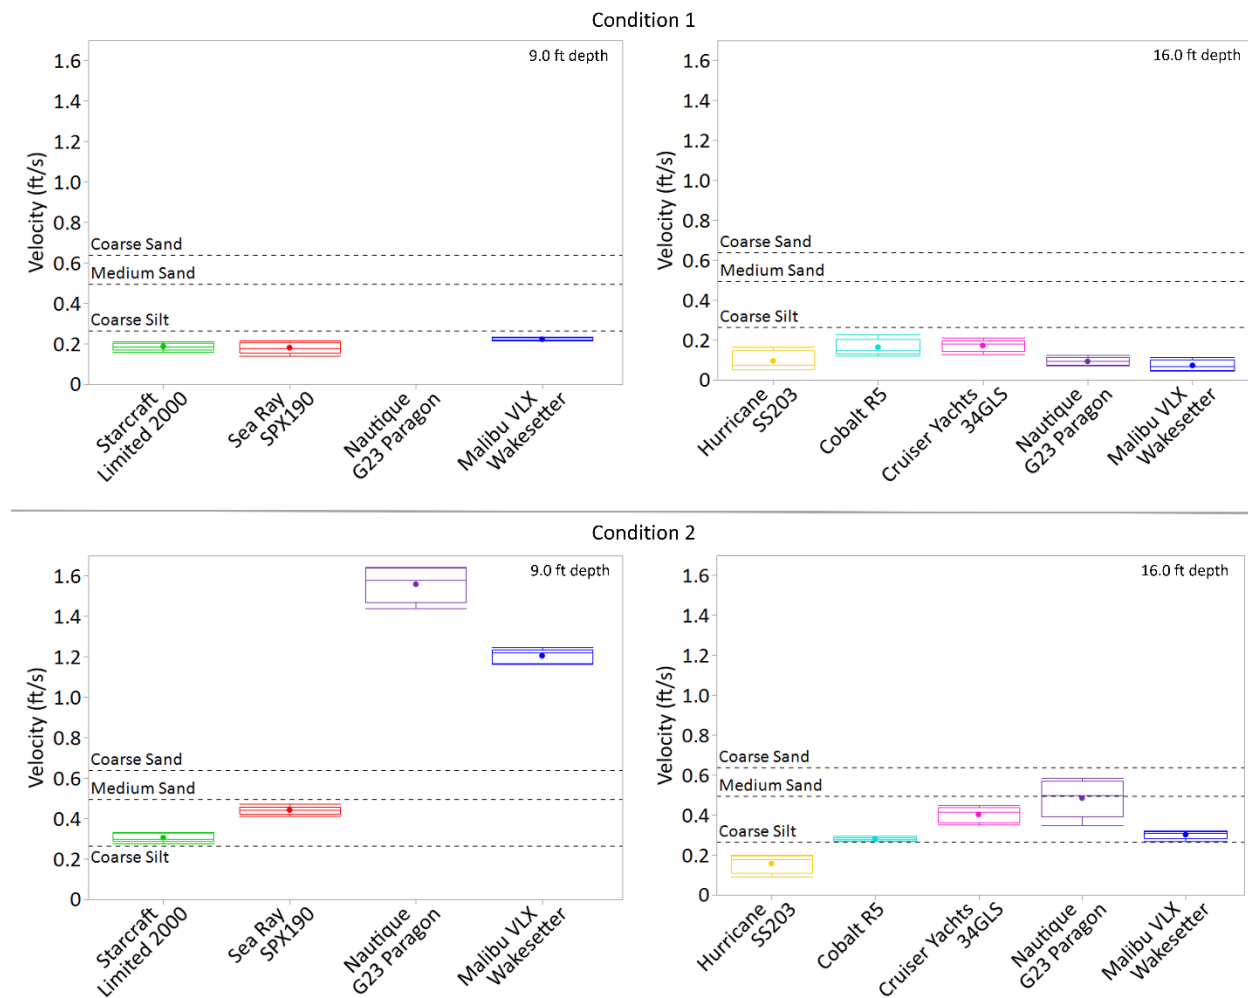 Condition 1
9.0 ft depth
Velocity (ft/s)
1.6
1.4
1.2
1.0
0.8
0.6
0.4
0.2
0
Coarse Sand
Medium Sand
Coarse Silt
Starcraft
Limited 2000
Sea Ray
SPX190
Nautique
G23 Paragon
Malibu VLX
Wakesetter
16.0 ft depth
Velocity (ft/s)
1.6
1.4
1.2
1.0
0.8
0.6
0.4
0.2
0
Coarse Sand
Medium Sand
Coarse Silt
Hurricane
SS203
Cobalt R5
Cruiser Yachts
34GLS
Nautique
G23 Paragon
Malibu VLX
Wakesetter
Condition 2
9.0 ft depth
Velocity (ft/s)
1.6
1.4
1.2
1.0
0.8
0.6
0.4
0.2
0
Coarse Sand
Medium Sand
Coarse Silt
Starcraft
Limited 2000
Sea Ray
SPX190
Nautique
G23 Paragon
Malibu VLX
Wakesetter
16.0 ft depth
Velocity (ft/s)
1.6
1.4
1.2
1.0
0.8
0.6
0.4
0.2
0
Coarse Sand
Medium Sand
Coarse Silt
Hurricane
SS203
Cobalt R5
Cruiser Yachts
34GLS
Nautique
G23 Paragon
Malibu VLX
Wakesetter